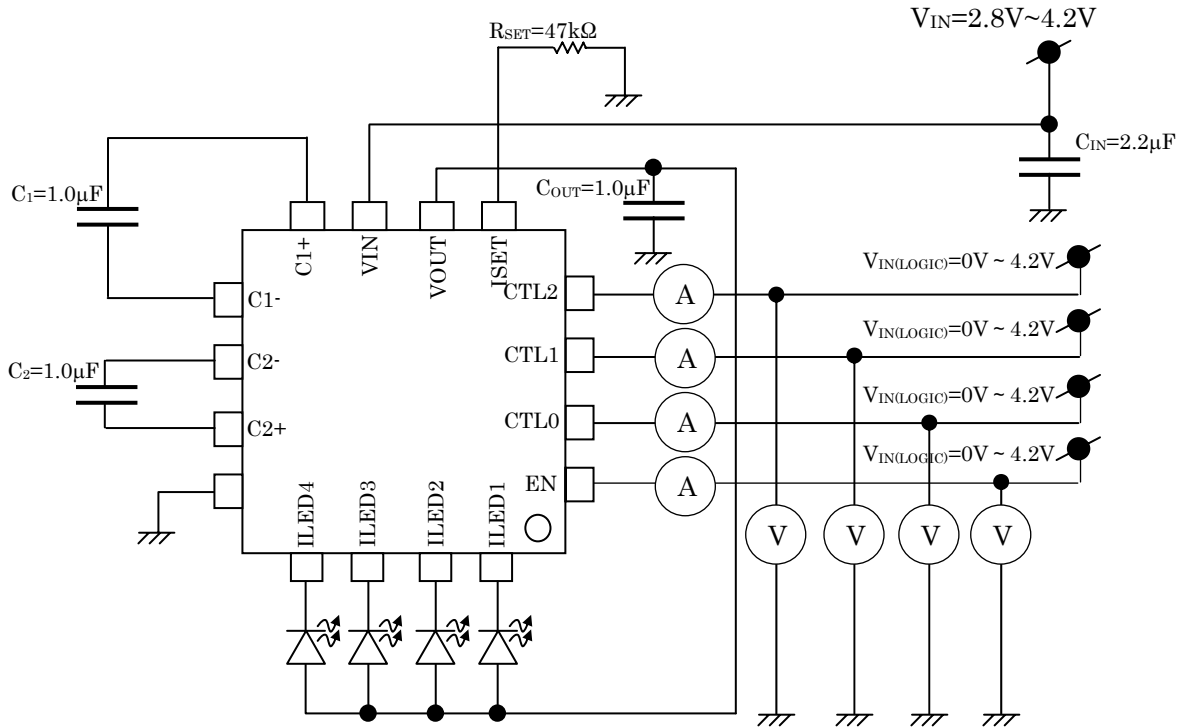 RSET=47kΩ
VIN=2.8V~4.2V
CIN=2.2μF
C1=1.0μF
COUT=1.0μF
C1+
VIN
VOUT
ISET
VIN(LOGIC)=0V ~ 4.2V
C1-
CTL2
A
VIN(LOGIC)=0V ~ 4.2V
C2-
CTL1
A
C2=1.0μF
VIN(LOGIC)=0V ~ 4.2V
C2+
CTL0
A
VIN(LOGIC)=0V ~ 4.2V
EN
A
ILED4
ILED3
ILED2
ILED1
V
V
V
V